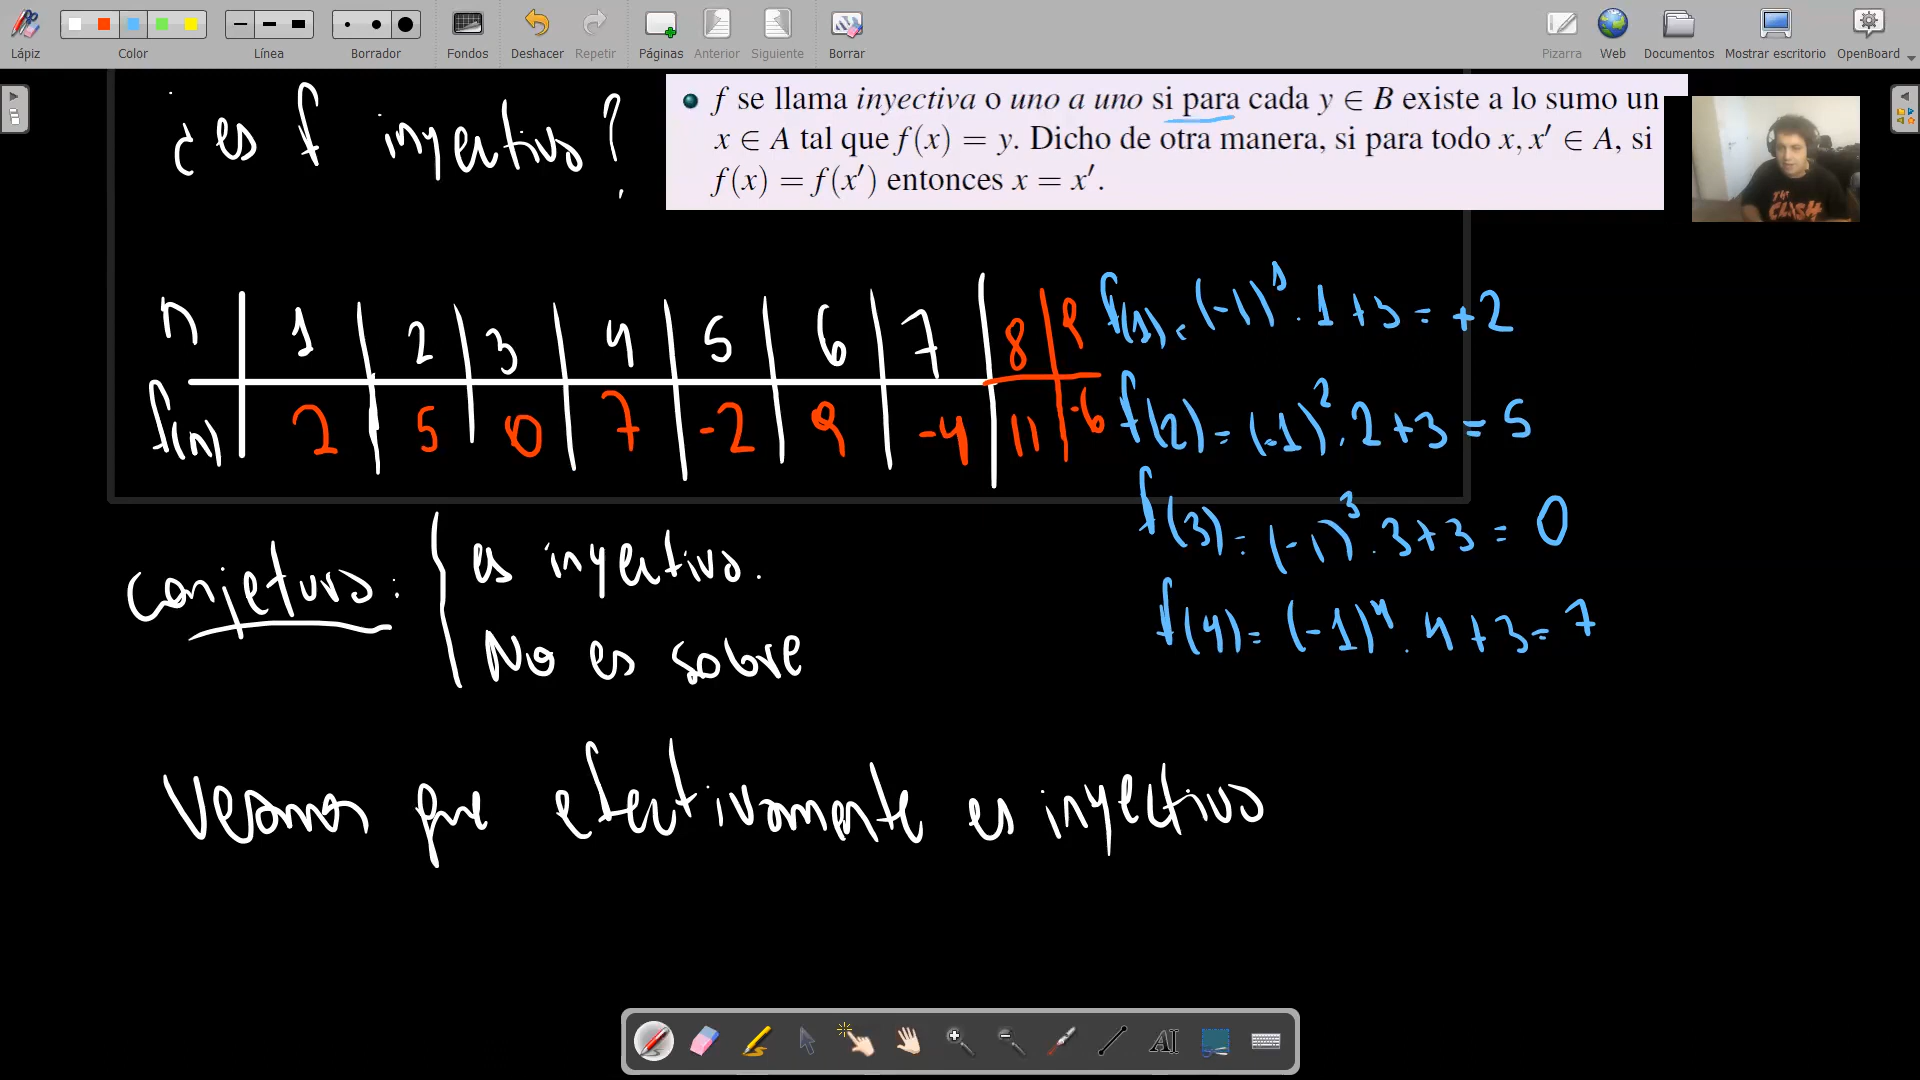 Lápiz Color Línea Borrador Fondos Deshacer Repetir Páginas Anterior Siguiente Borrar Pizarra Web Documentos Mostrar escritorio OpenBoard
¿es f inyectiva?
f se llama inyectiva o uno a uno si para cada y ∈ B existe a lo sumo un
x ∈ A tal que f(x) = y. Dicho de otra manera, si para todo x, x′ ∈ A, si
f(x) = f(x′) entonces x = x′.
THE CLASH
n 1 2 3 4 5 6 7 8 9
f(n) 2 5 0 7 -2 9 -4 11 -6
f(1) = (-1)^1 . 1 + 3 = +2
f(2) = (-1)^2 . 2 + 3 = 5
f(3) = (-1)^3 . 3 + 3 = 0
f(4) = (-1)^4 . 4 + 3 = 7
Conjetura: es inyectiva.
No es sobre
Veamos que efectivamente es inyectiva
AI